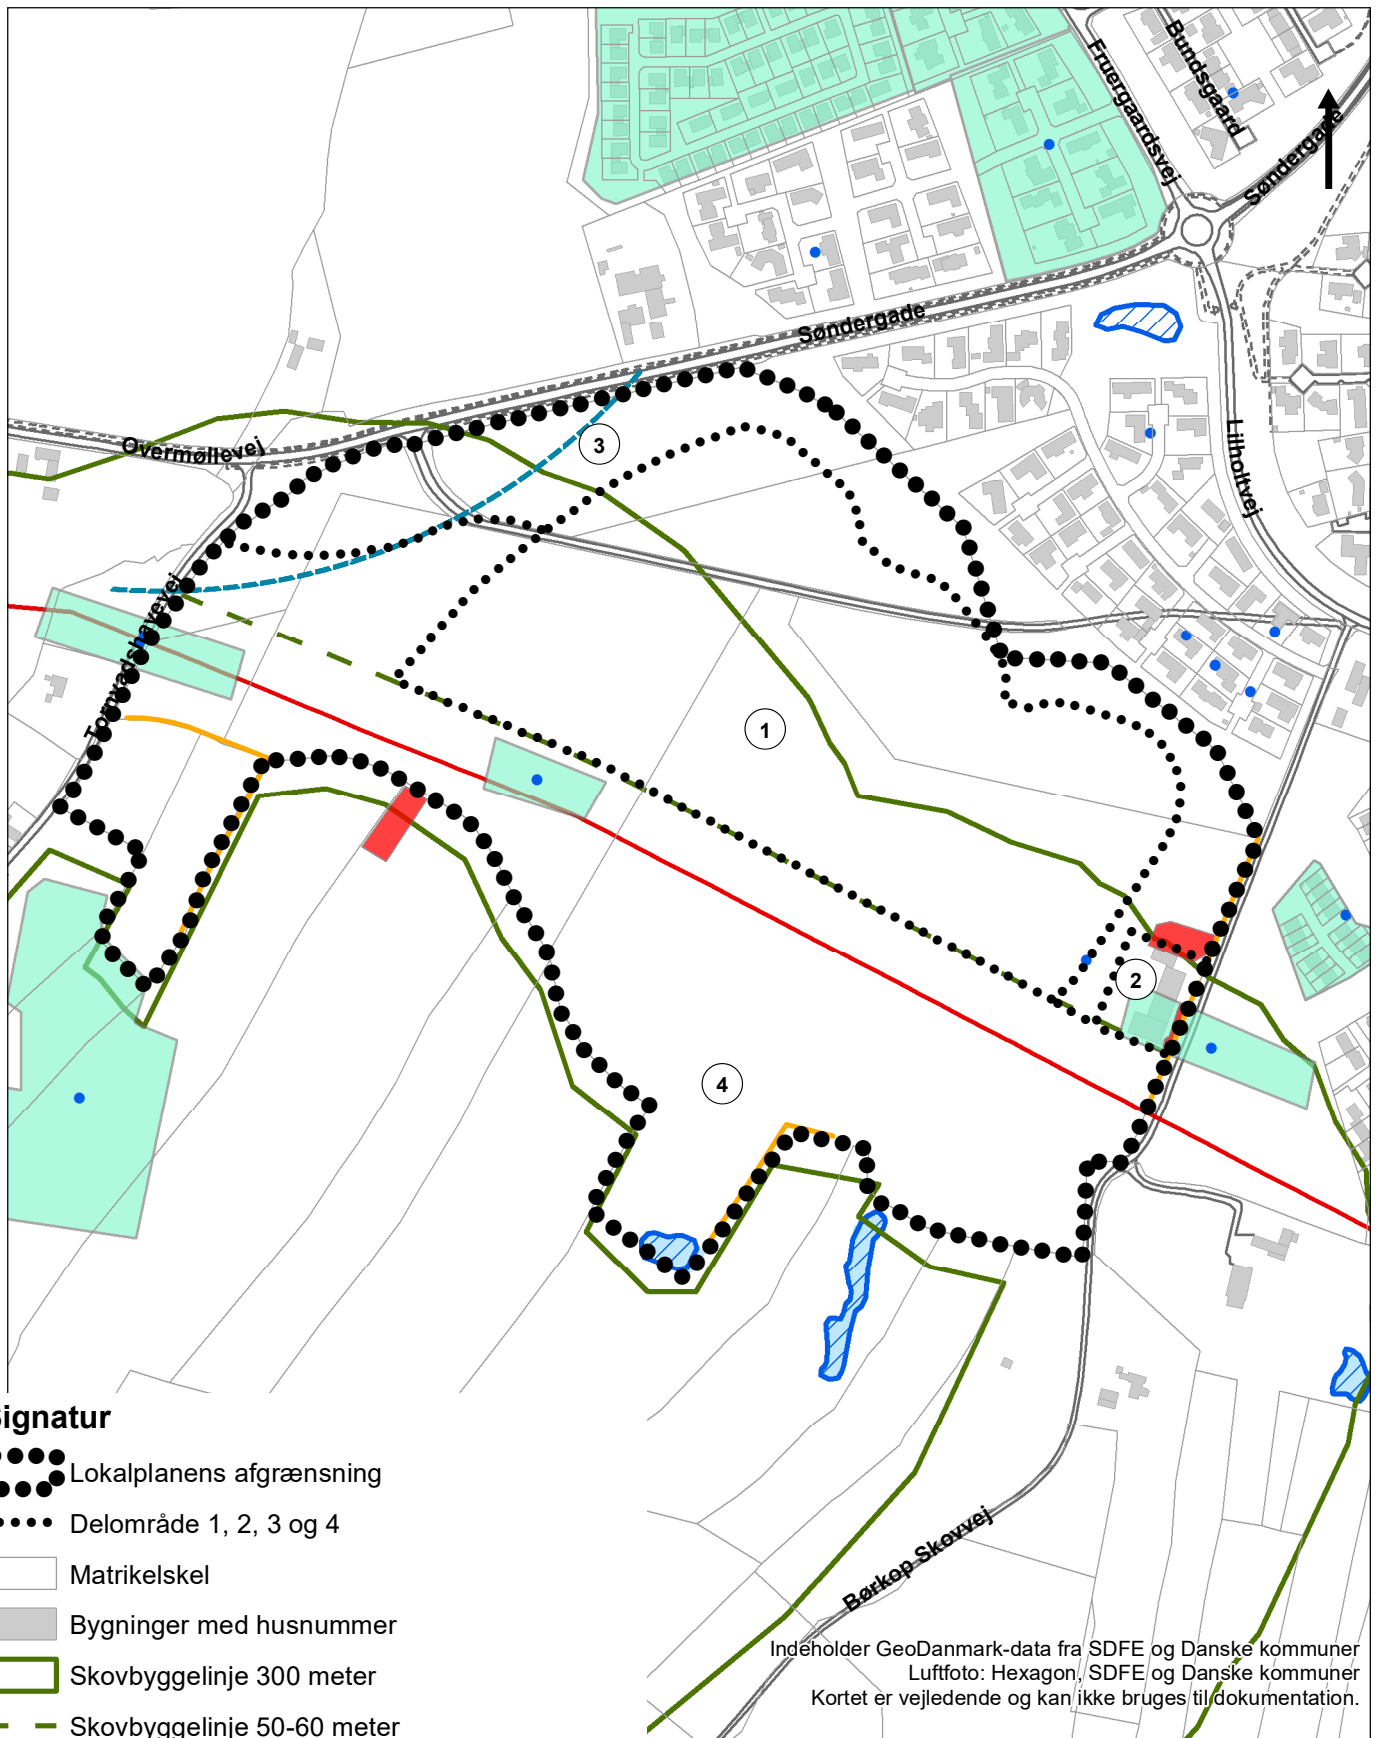 Bundsgaard
Fruergaardsvej
Søndergade
Søndergade
Overmøllevej
Lilholtvej
3
1
2
4
Børkop Skovvej
Signatur
Lokalplanens afgrænsning
Delområde 1, 2, 3 og 4
Matrikelskel
Bygninger med husnummer
Skovbyggelinje 300 meter
Skovbyggelinje 50-60 meter
Indeholder GeoDanmark-data fra SDFE og Danske kommuner
Luftfoto: Hexagon, SDFE og Danske kommuner
Kortet er vejledende og kan ikke bruges til dokumentation.